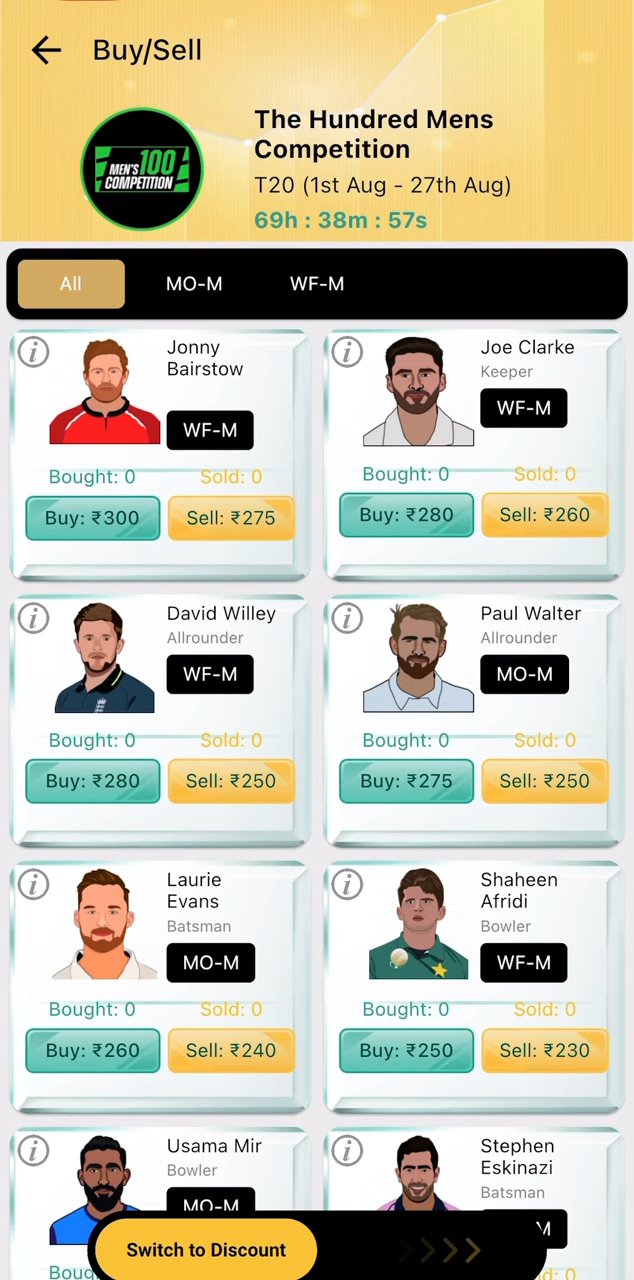 Buy/Sell
MEN'S 100
COMPETITION
The Hundred Mens
Competition
T20 (1st Aug - 27th Aug)
69h : 38m : 57s
All MO-M WF-M
i
Jonny
Bairstow
WF-M
Bought: 0 Sold: 0
Buy: ₹300 Sell: ₹275
i
Joe Clarke
Keeper
WF-M
Bought: 0 Sold: 0
Buy: ₹280 Sell: ₹260
i
David Willey
Allrounder
WF-M
Bought: 0 Sold: 0
Buy: ₹280 Sell: ₹250
i
Paul Walter
Allrounder
MO-M
Bought: 0 Sold: 0
Buy: ₹275 Sell: ₹250
i
Laurie
Evans
Batsman
MO-M
Bought: 0 Sold: 0
Buy: ₹260 Sell: ₹240
i
Shaheen
Afridi
Bowler
WF-M
Bought: 0 Sold: 0
Buy: ₹250 Sell: ₹230
i
Usama Mir
Bowler
MO-M
i
Stephen
Eskinazi
Batsman
Switch to Discount